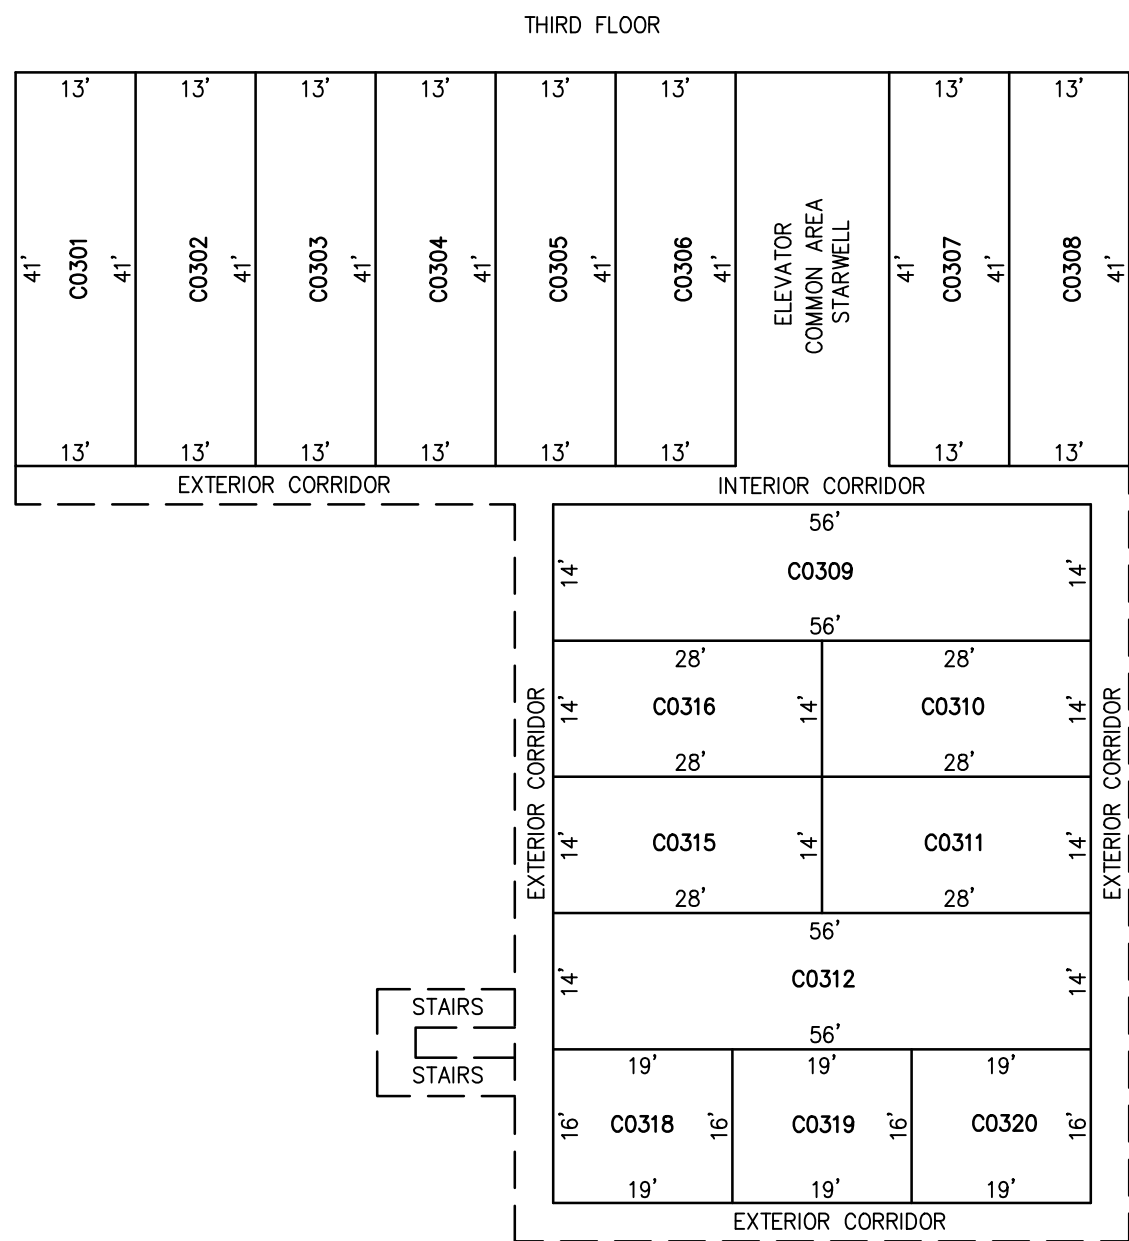 THIRD FLOOR
13' 13' 13' 13' 13' 13' 13' 13'
41' C0301 41' C0302 41' C0303 41' C0304 41' C0305 41' C0306 41' ELEVATOR
COMMON AREA
STARWELL
41' C0307 41' C0308 41'
13' 13' 13' 13' 13' 13' 13' 13'
EXTERIOR CORRIDOR INTERIOR CORRIDOR
56'
14' C0309 14'
56'
28' 28'
14' C0316 14' C0310 14'
28' 28'
EXTERIOR CORRIDOR
EXTERIOR CORRIDOR
14' C0315 14' C0311 14'
28' 28'
56'
14' C0312 14'
56'
STAIRS
STAIRS
19' 19' 19'
16' C0318 16' C0319 16' C0320 16'
19' 19' 19'
EXTERIOR CORRIDOR